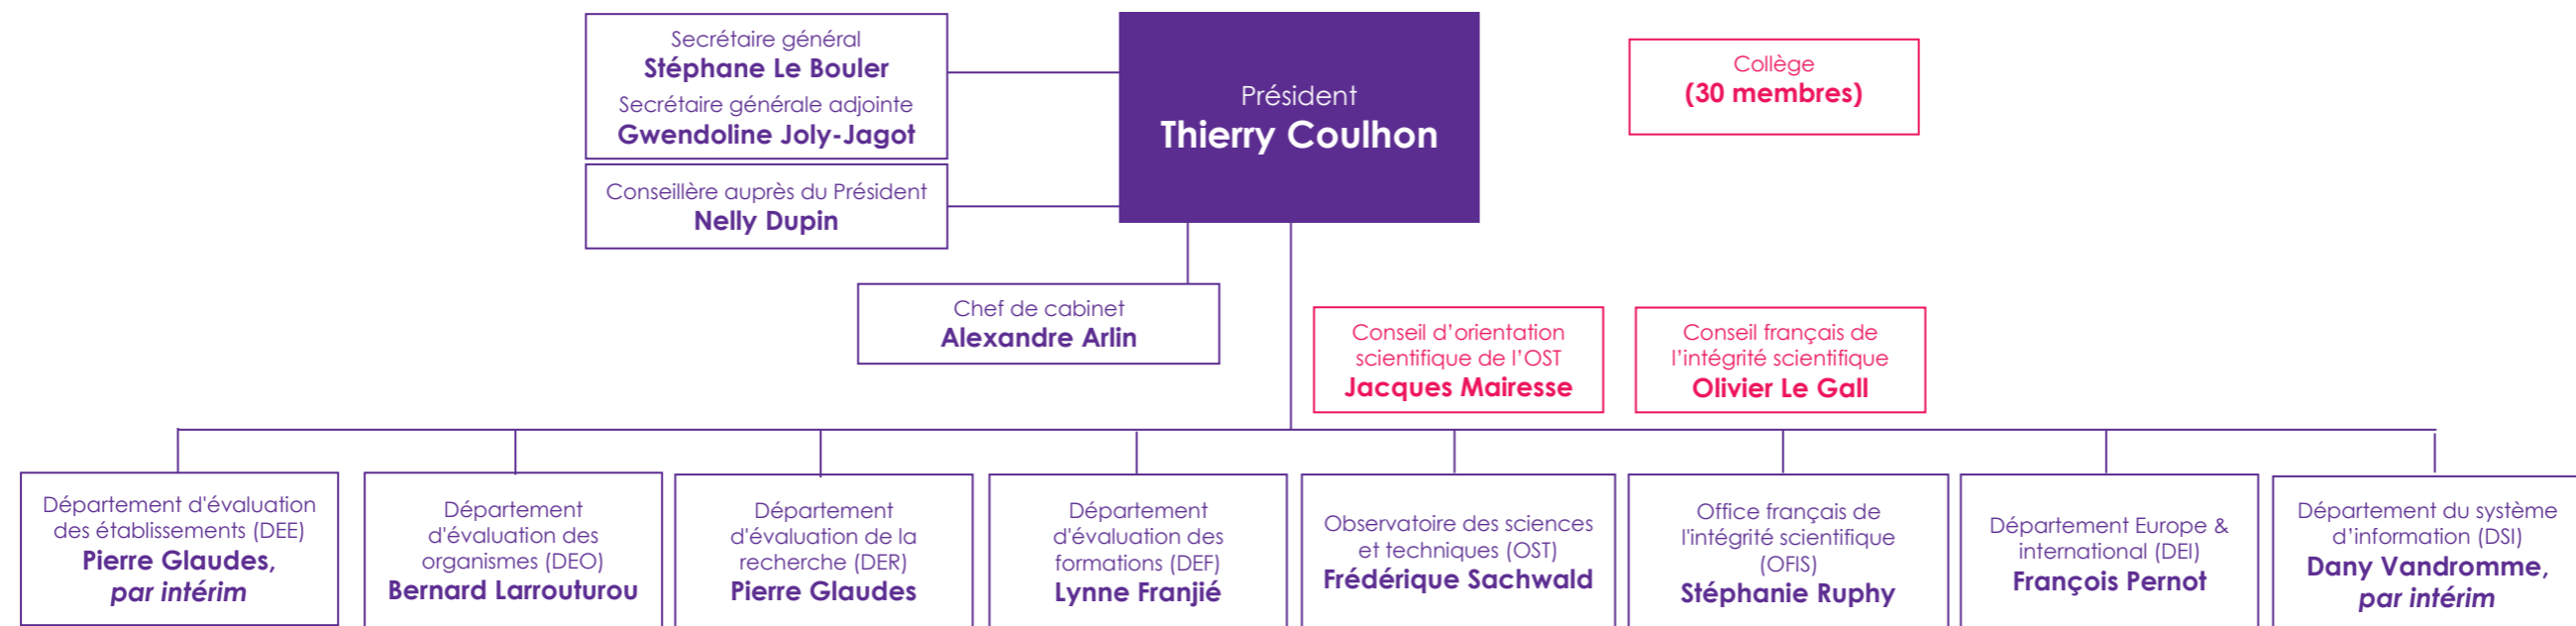 Secrétaire général
Stéphane Le Bouler
Secrétaire générale adjointe
Gwendoline Joly-Jagot
Conseillère auprès du Président
Nelly Dupin
Président
Thierry Coulhon
Collège
(30 membres)
Chef de cabinet
Alexandre Arlin
Conseil d’orientation
scientifique de l’OST
Jacques Mairesse
Conseil français de
l’intégrité scientifique
Olivier Le Gall
Département d'évaluation
des établissements (DEE)
Pierre Glaudes,
par intérim
Département
d'évaluation des
organismes (DEO)
Bernard Larrouturou
Département
d'évaluation de la
recherche (DER)
Pierre Glaudes
Département
d'évaluation des
formations (DEF)
Lynne Franjié
Observatoire des sciences
et techniques (OST)
Frédérique Sachwald
Office français de
l'intégrité scientifique
(OFIS)
Stéphanie Ruphy
Département Europe &
international (DEI)
François Pernot
Département du système
d’information (DSI)
Dany Vandromme,
par intérim